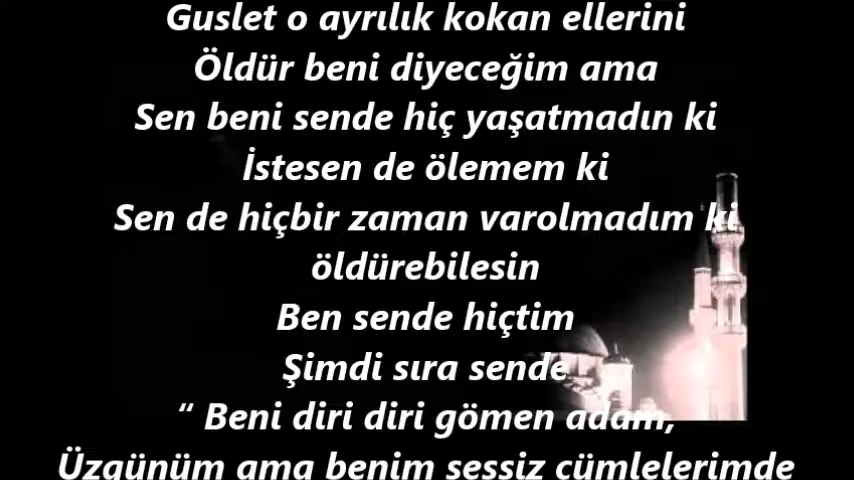 Guslet o ayrılık kokan ellerini
Öldür beni diyeceğim ama
Sen beni sende hiç yaşatmadın ki
İstesen de ölemem ki
Sen de hiçbir zaman varolmadım ki
öldürebilesin
Ben sende hiçtim
Şimdi sıra sende
“ Beni diri diri gömen adam,
Üzgünüm ama benim sessiz cümlelerimde